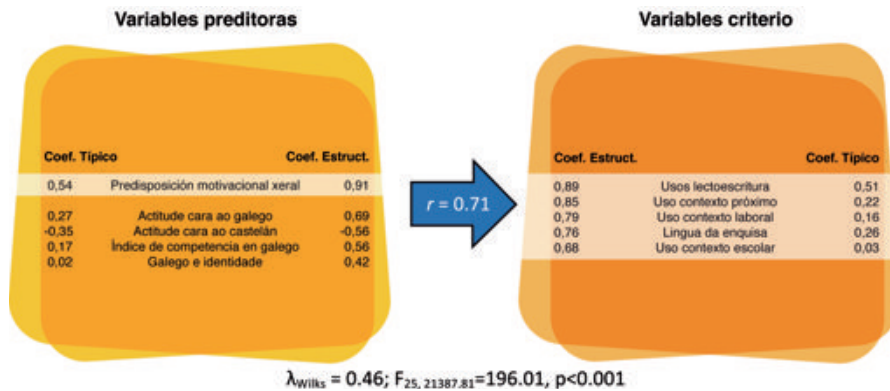 Variables preditoras
Variables criterio
Coef. Típico Coef. Estruct.
0,54 Predisposición motivacional xeral 0,91
0,27 Actitude cara ao galego 0,69
-0,35 Actitude cara ao castelán -0,56
0,17 Índice de competencia en galego 0,56
0,02 Galego e identidade 0,42
r = 0.71
Coef. Estruct. Coef. Típico
0,89 Usos lectoescritura 0,51
0,85 Uso contexto próximo 0,22
0,79 Uso contexto laboral 0,16
0,76 Lingua da enquisa 0,26
0,68 Uso contexto escolar 0,03
λWilks = 0.46; F25, 21387.81=196.01, p<0.001